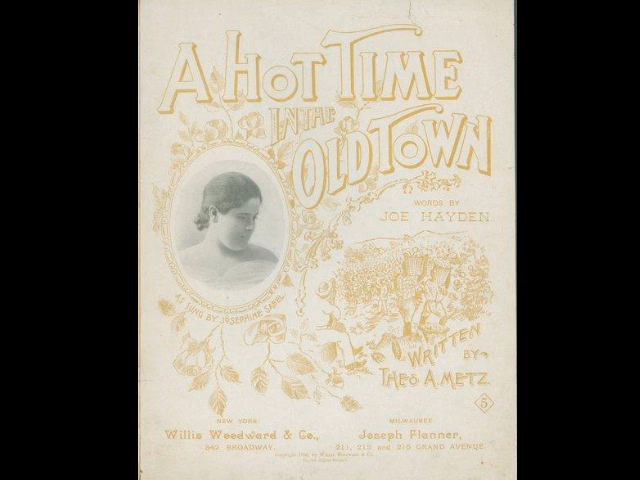 A HOT TIME
IN THE
OLD TOWN
WORDS BY
JOE HAYDEN
AS SUNG BY JOSEPHINE SABEL
WRITTEN
BY
THEO. A. METZ.
5
NEW YORK:
Willis Woodward & Co.,
842 BROADWAY.
MILWAUKEE:
Joseph Flanner,
211, 213 and 215 GRAND AVENUE.